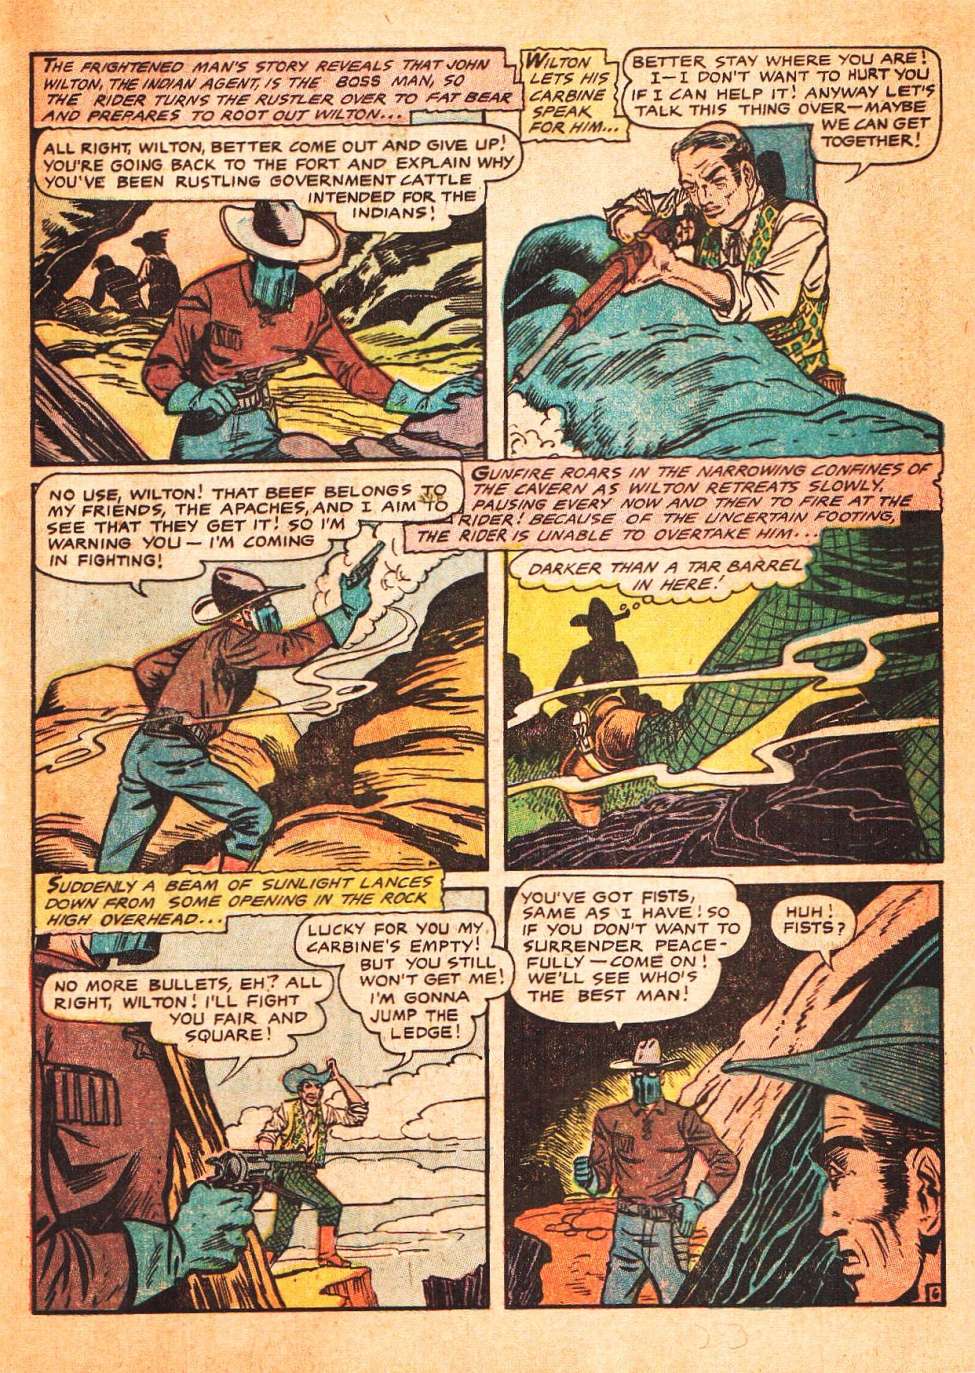 THE FRIGHTENED MAN'S STORY REVEALS THAT JOHN
WILTON, THE INDIAN AGENT, IS THE BOSS MAN, SO
THE RIDER TURNS THE RUSTLER OVER TO FAT BEAR
AND PREPARES TO ROOT OUT WILTON...
ALL RIGHT, WILTON, BETTER COME OUT AND GIVE UP!
YOU'RE GOING BACK TO THE FORT AND EXPLAIN WHY
YOU'VE BEEN RUSTLING GOVERNMENT CATTLE
INTENDED FOR THE
INDIANS!
WILTON
LETS HIS
CARBINE
SPEAK
FOR HIM...
BETTER STAY WHERE YOU ARE!
I-I DON'T WANT TO HURT YOU
IF I CAN HELP IT! ANYWAY LET'S
TALK THIS THING OVER—MAYBE
WE CAN GET
TOGETHER!
NO USE, WILTON! THAT BEEF BELONGS TO
MY FRIENDS, THE APACHES, AND I AIM TO
SEE THAT THEY GET IT! SO I'M
WARNING YOU — I'M COMING
IN FIGHTING!
GUNFIRE ROARS IN THE NARROWING CONFINES OF
THE CAVERN AS WILTON RETREATS SLOWLY,
PAUSING EVERY NOW AND THEN TO FIRE AT THE
RIDER! BECAUSE OF THE UNCERTAIN FOOTING,
THE RIDER IS UNABLE TO OVERTAKE HIM...
DARKER THAN A TAR BARREL
IN HERE!
SUDDENLY A BEAM OF SUNLIGHT LANCES
DOWN FROM SOME OPENING IN THE ROCK
HIGH OVERHEAD...
NO MORE BULLETS, EH? ALL
RIGHT, WILTON! I'LL FIGHT
YOU FAIR AND
SQUARE!
LUCKY FOR YOU MY
CARBINE'S EMPTY!
BUT YOU STILL
WON'T GET ME!
I'M GONNA
JUMP THE
LEDGE!
YOU'VE GOT FISTS,
SAME AS I HAVE! SO
IF YOU DON'T WANT TO
SURRENDER PEACE-
FULLY — COME ON!
WE'LL SEE WHO'S
THE BEST MAN!
HUH!
FISTS?
6